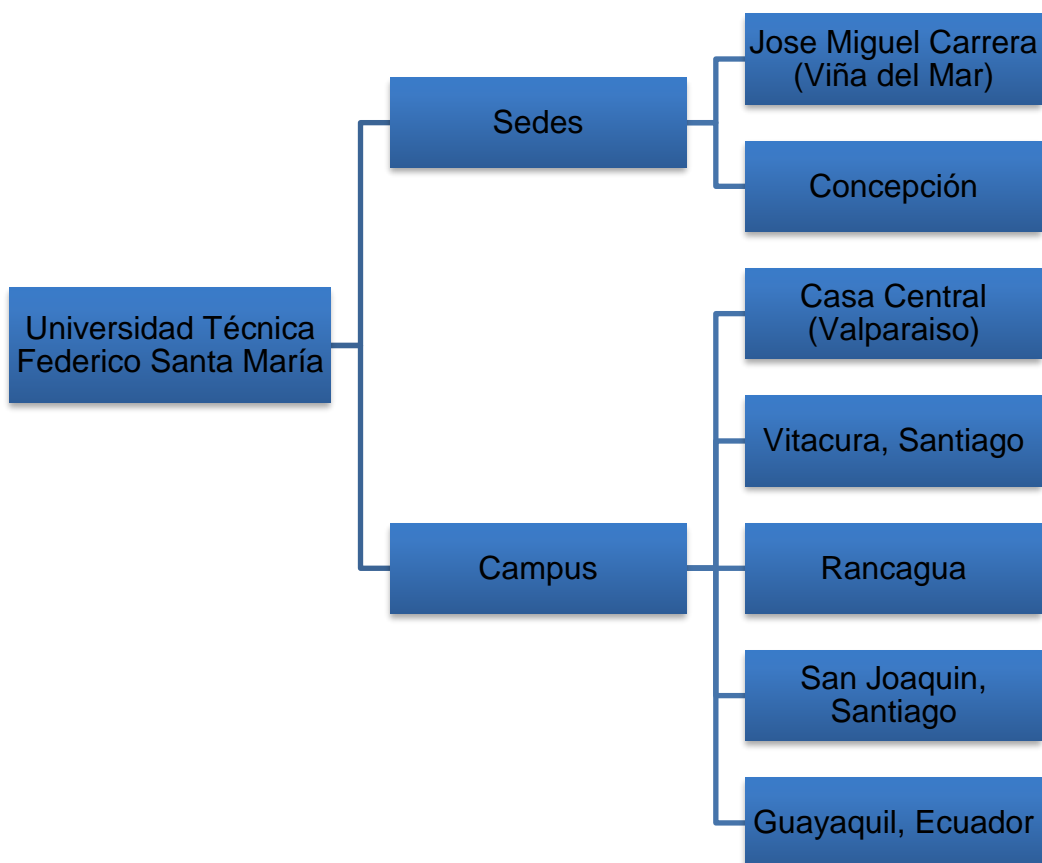 Universidad Técnica
Federico Santa María
Sedes
Jose Miguel Carrera
(Viña del Mar)
Concepción
Campus
Casa Central
(Valparaiso)
Vitacura, Santiago
Rancagua
San Joaquin,
Santiago
Guayaquil, Ecuador